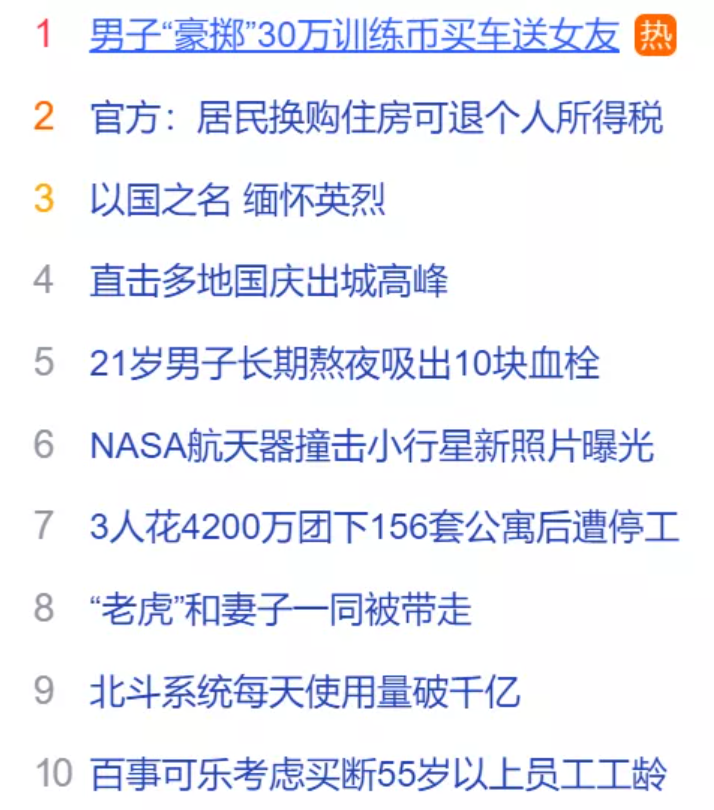 1 男子“豪掷”30万训练币买车送女友 热
2 官方：居民换购住房可退个人所得税
3 以国之名 缅怀英烈
4 直击多地国庆出城高峰
5 21岁男子长期熬夜吸出10块血栓
6 NASA航天器撞击小行星新照片曝光
7 3人花4200万团下156套公寓后遭停工
8 “老虎”和妻子一同被带走
9 北斗系统每天使用量破千亿
10 百事可乐考虑买断55岁以上员工工龄